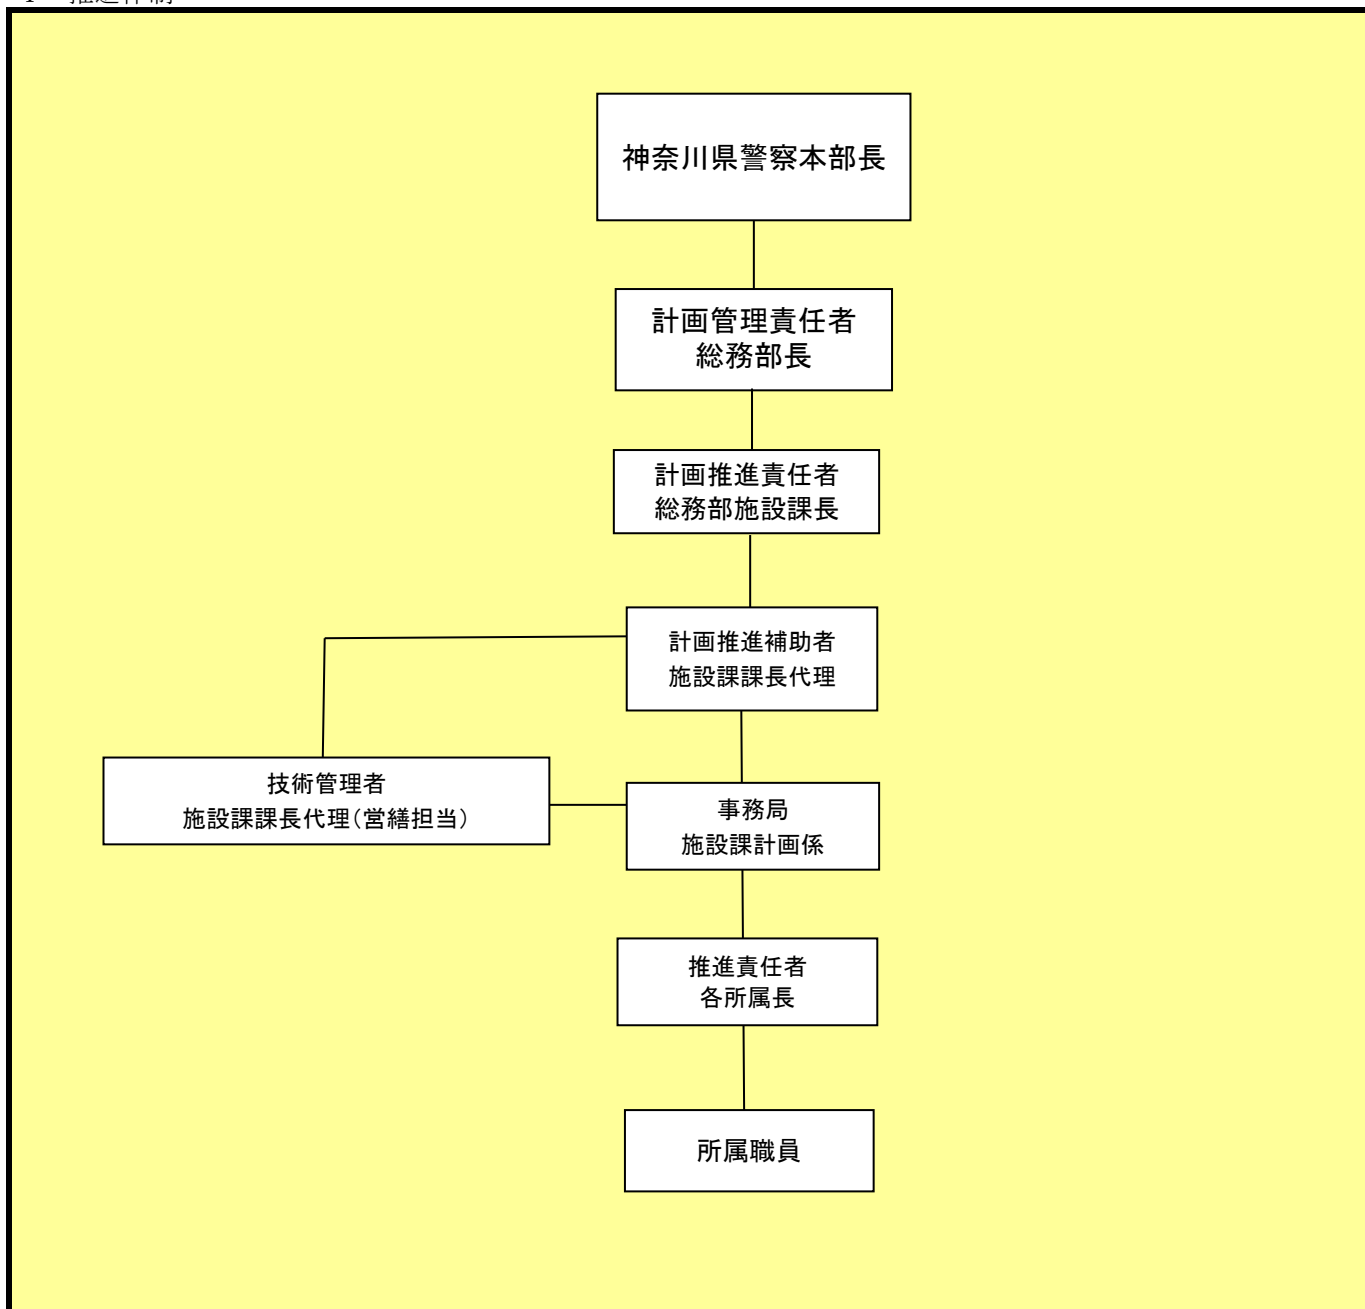 推進体制
神奈川県警察本部長
計画管理責任者
総務部長
計画推進責任者
総務部施設課長
計画推進補助者
施設課課長代理
技術管理者
施設課課長代理(営繕担当)
事務局
施設課計画係
推進責任者
各所属長
所属職員